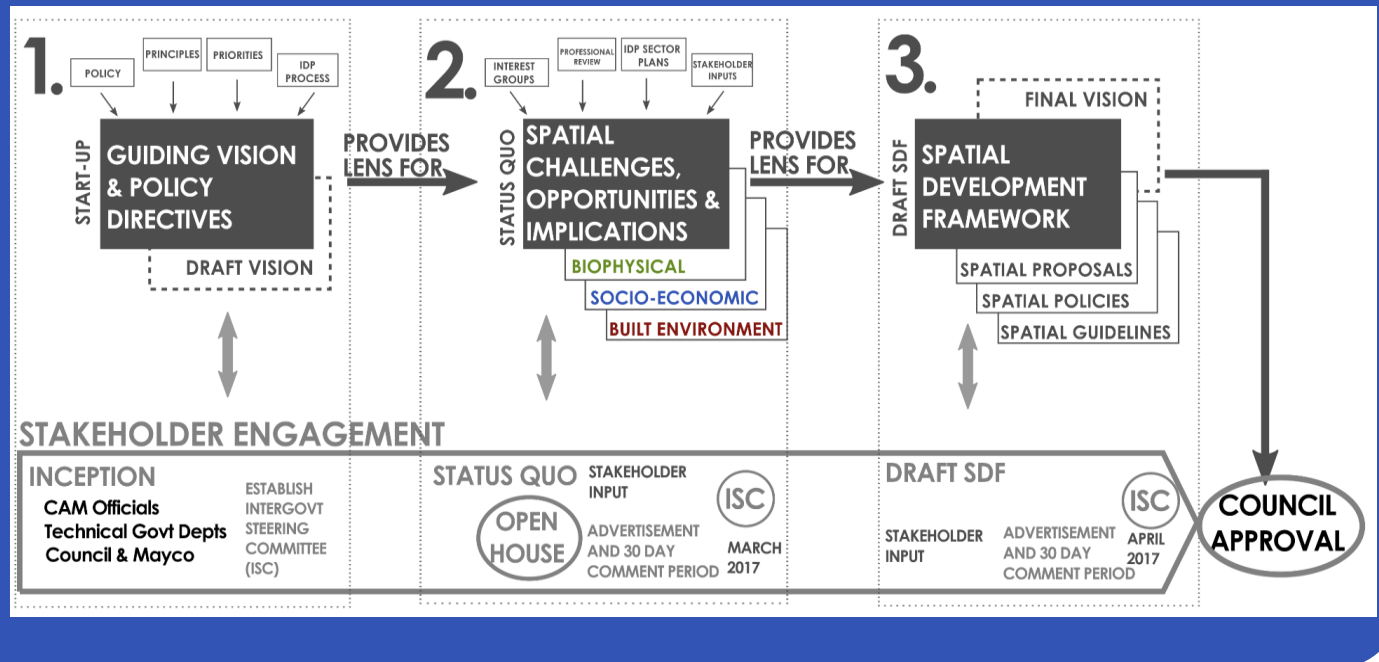 1.
POLICY
PRINCIPLES
PRIORITIES
IDP
PROCESS
START-UP
GUIDING VISION
& POLICY
DIRECTIVES
DRAFT VISION
PROVIDES
LENS FOR
2.
INTEREST
GROUPS
PROFESSIONAL
REVIEW
IDP SECTOR
PLANS
STAKEHOLDER
INPUTS
STATUS QUO
SPATIAL
CHALLENGES,
OPPORTUNITIES &
IMPLICATIONS
BIOPHYSICAL
SOCIO-ECONOMIC
BUILT ENVIRONMENT
PROVIDES
LENS FOR
3.
FINAL VISION
DRAFT SDF
SPATIAL
DEVELOPMENT
FRAMEWORK
SPATIAL PROPOSALS
SPATIAL POLICIES
SPATIAL GUIDELINES
STAKEHOLDER ENGAGEMENT
INCEPTION
CAM Officials
Technical Govt Depts
Council & Mayco
ESTABLISH
INTERGOVT
STEERING
COMMITTEE
(ISC)
STATUS QUO
STAKEHOLDER
INPUT
OPEN
HOUSE
ADVERTISEMENT
AND 30 DAY
COMMENT PERIOD
ISC
MARCH
2017
DRAFT SDF
STAKEHOLDER
INPUT
ADVERTISEMENT
AND 30 DAY
COMMENT PERIOD
ISC
APRIL
2017
COUNCIL
APPROVAL